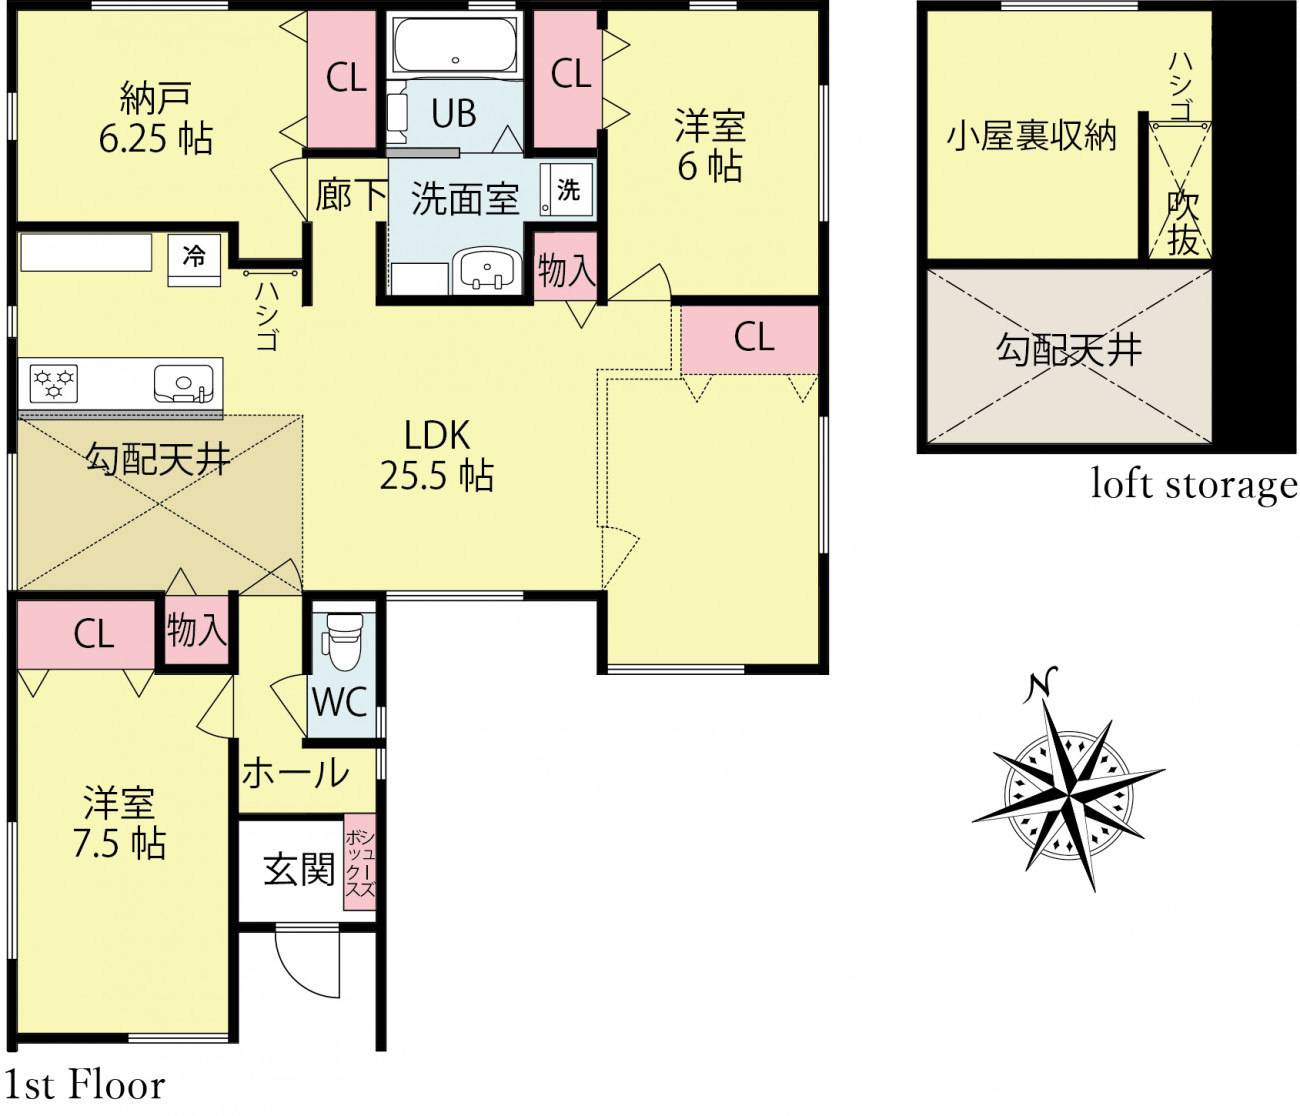 納戸
6.25 帖
CL
UB
CL
洋室
6 帖
廊下
洗面室
洗
冷
ハシゴ
物入
CL
LDK
25.5 帖
勾配天井
CL
物入
WC
ホール
洋室
7.5 帖
玄関
シューズ
ボックス
1st Floor
ハシゴ
小屋裏収納
吹抜
勾配天井
loft storage
N